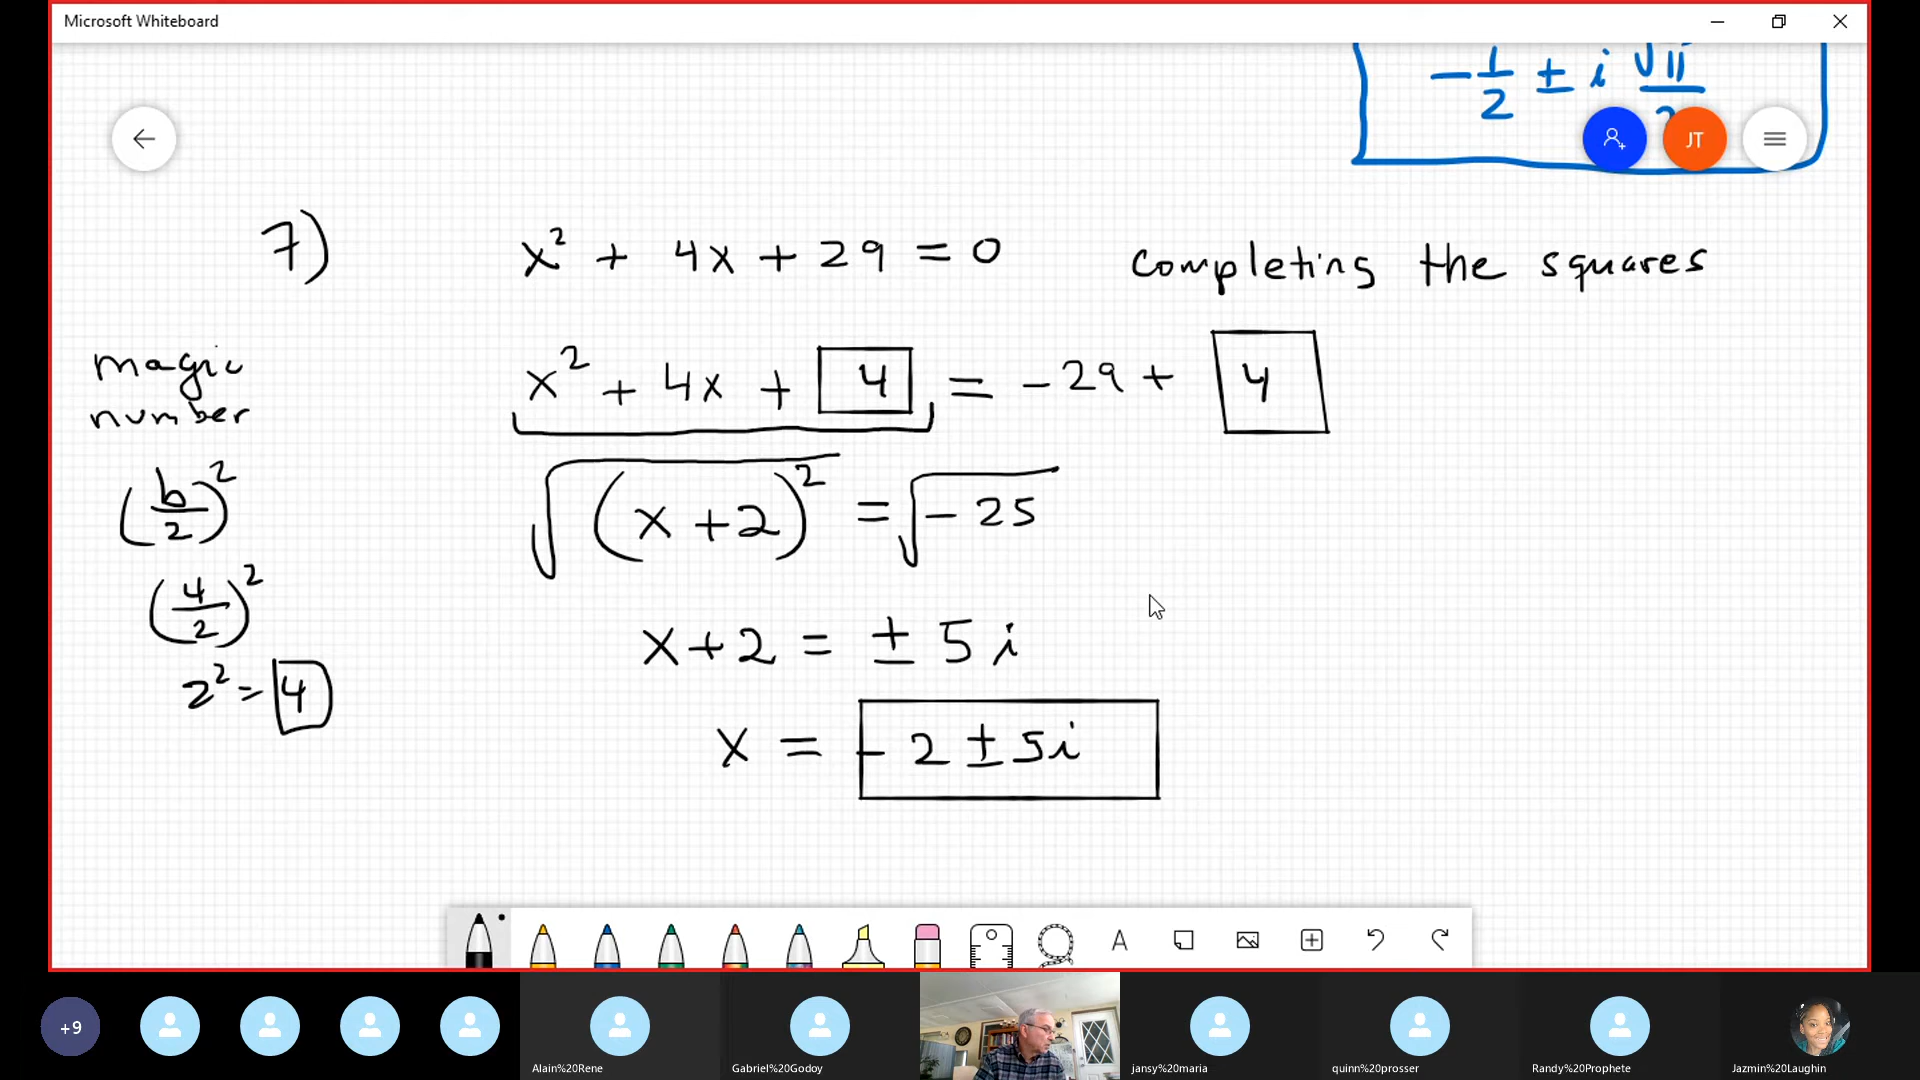 Microsoft Whiteboard
-1/2 ± i √11/2
JT
7) x² + 4x + 29 = 0 completing the squares
magic
number
x² + 4x + 4 = -29 + 4
(b/2)²
√(x+2)² = √-25
(4/2)²
x+2 = ± 5i
2² = 4
x = -2 ± 5i
A
+9
Alain%20Rene
Gabriel%20Godoy
jansy%20maria
quinn%20prosser
Randy%20Prophete
Jazmin%20Laughin